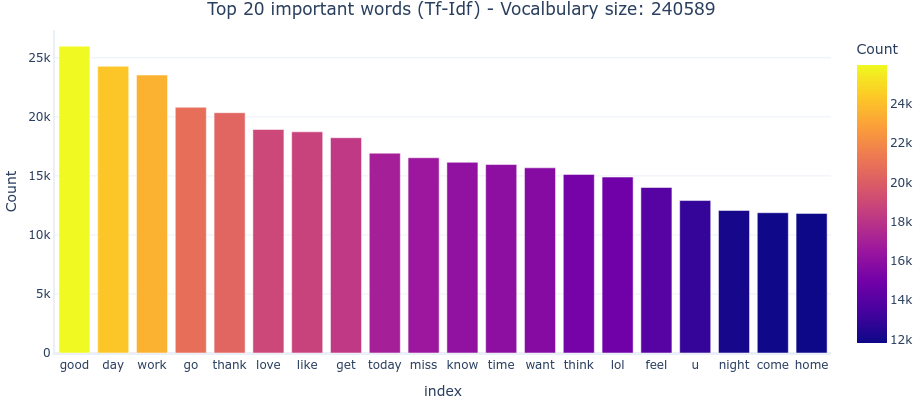 Top 20 important words (Tf-Idf) - Vocalbulary size: 240589
Count
25k
20k
15k
10k
5k
0
Count
good day work go thank love like get today miss know time want think lol feel u night come home
index
Count
24k
22k
20k
18k
16k
14k
12k